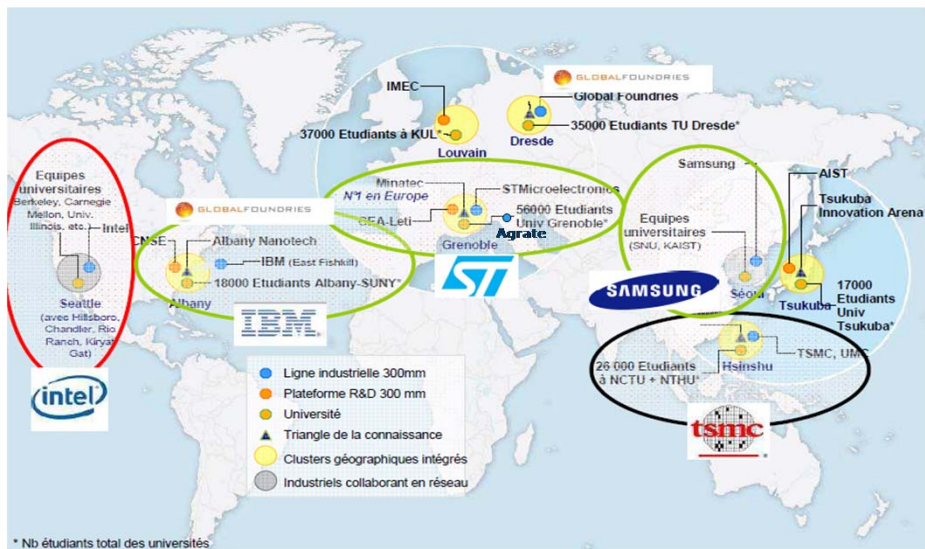 GLOBALFOUNDRIES
IMEC
Global Foundries
37000 Etudiants à KUL*
35000 Etudiants TU Dresde*
Louvain
Dresde
Samsung
Equipes
universitaires
Berkeley, Carnegie
Mellon, Univ.
Illinois, etc.
Intel
Minatec
N°1 en Europe
STMicroelectronics
CEA-Leti
56000 Etudiants
Univ Grenoble*
Agrate
Grenoble
AIST
Tsukuba
Innovation Arena
Equipes
universitaires
(SNU, KAIST)
GLOBALFOUNDRIES
CNSE
Albany Nanotech
IBM (East Fishkill)
18000 Etudiants Albany-SUNY*
Albany
IBM
ST
SAMSUNG
Séoul
Tsukuba
17000
Etudiants
Univ
Tsukuba*
Seattle
(avec Hillsboro,
Chandler, Rio
Ranch, Kiryat
Gat)
intel
TSMC, UMC
26 000 Etudiants
à NCTU + NTHU*
Hsinshu
tsmc
Ligne industrielle 300mm
Plateforme R&D 300 mm
Université
Triangle de la connaissance
Clusters géographiques intégrés
Industriels collaborant en réseau
* Nb étudiants total des universités